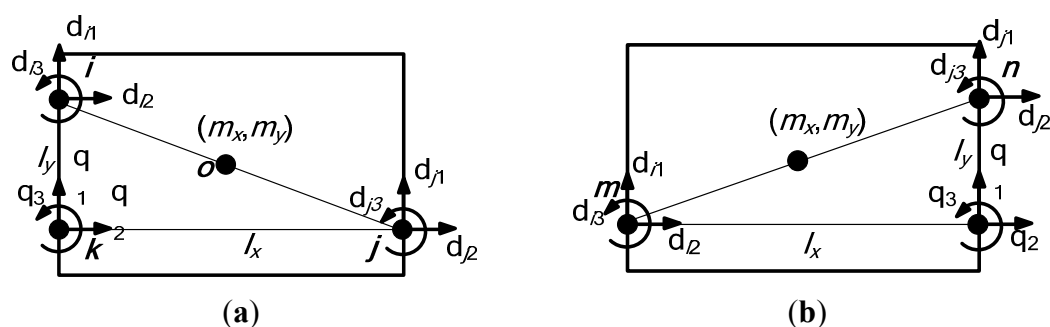 d_i1
d_i3 i
d_i2
(m_x, m_y)
l_y q
o
q_3 1 q
k 2
l_x
d_j1
d_j3
j d_j2
(a)
d_j1
d_j3 n
d_j2
(m_x, m_y)
l_y q
m d_i1
d_i3
d_i2
l_x
q_3 1
q_2
(b)